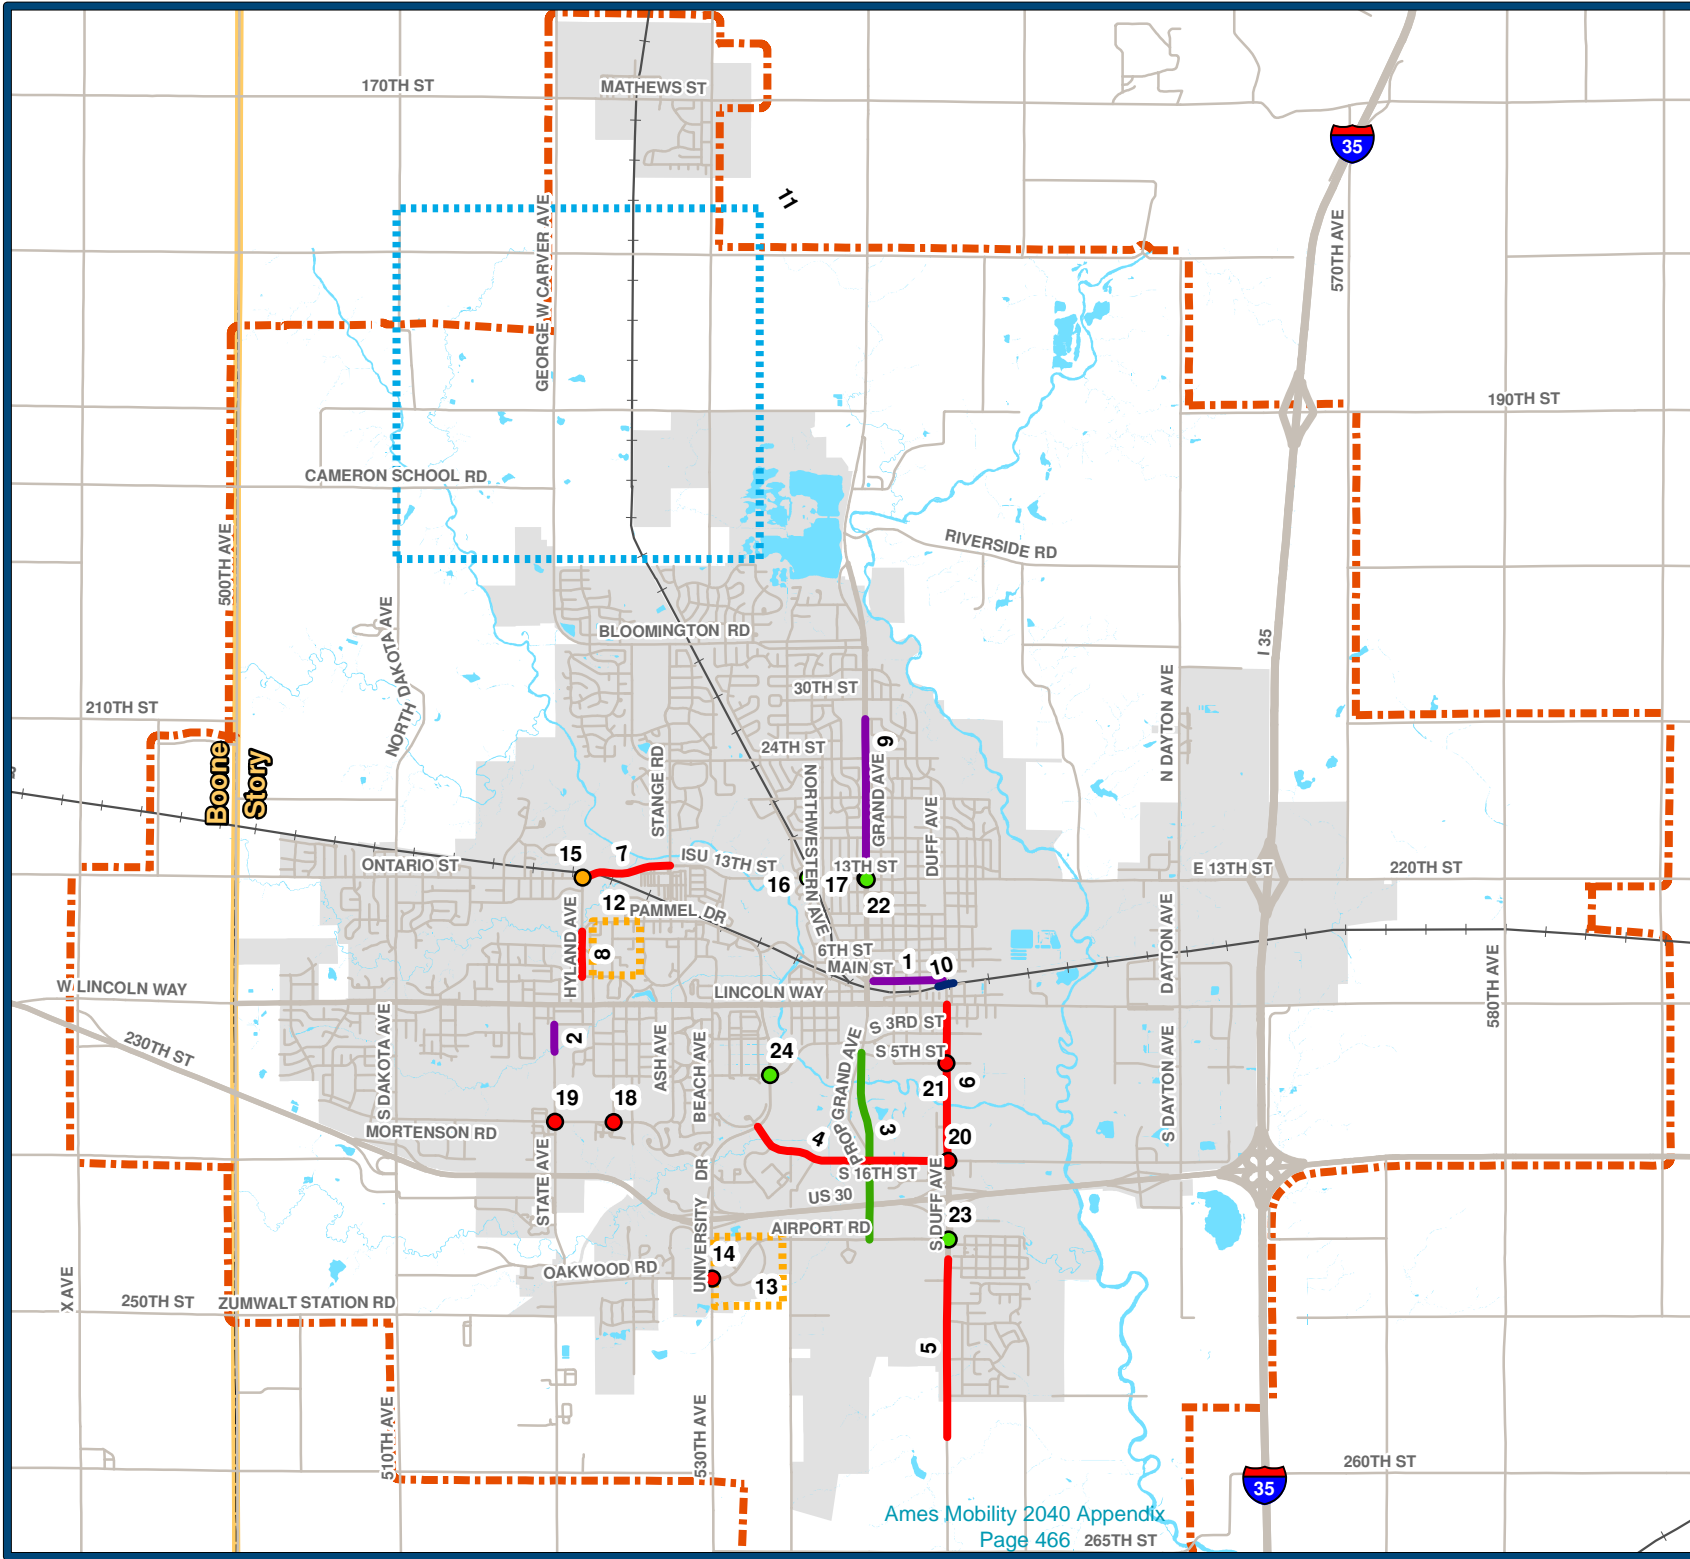 170TH ST
MATHEWS ST
35
11
GEORGE W CARVER AVE
570TH AVE
190TH ST
CAMERON SCHOOL RD
500TH AVE
RIVERSIDE RD
NORTH DAKOTA AVE
BLOOMINGTON RD
I 35
N DAYTON AVE
30TH ST
210TH ST
24TH ST
9
Boone
Story
STANGE RD
NORTHWESTERN AVE
GRAND AVE
DUFF AVE
15
7
ISU 13TH ST
13TH ST
ONTARIO ST
E 13TH ST
220TH ST
16
17
22
12
PAMMEL DR
HYLAND AVE
8
6TH ST
MAIN ST
1
10
DAYTON AVE
580TH AVE
W LINCOLN WAY
LINCOLN WAY
S DAKOTA AVE
230TH ST
2
ASH AVE
BEACH AVE
24
PROP GRAND AVE
S 3RD ST
S 5TH ST
21
6
S DAYTON AVE
19
18
MORTENSON RD
4
3
20
S 16TH ST
STATE AVE
UNIVERSITY DR
US 30
S DUFF AVE
23
AIRPORT RD
14
13
OAKWOOD RD
X AVE
250TH ST
ZUMWALT STATION RD
5
510TH AVE
530TH AVE
260TH ST
35
Ames Mobility 2040 Appendix
Page 466
265TH ST